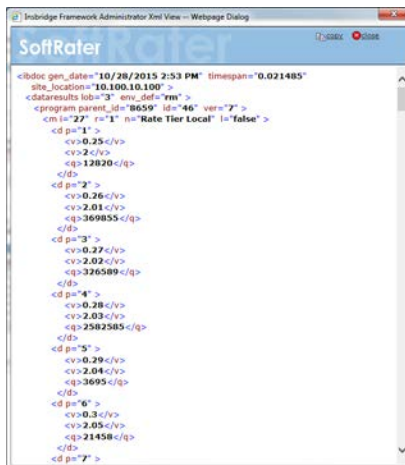 Insbridge Framework Administrator Xml View -- Webpage Dialog
SoftRater
copy close
<ibdoc gen_date="10/28/2015 2:53 PM" timespan="0.021485"
site_location="10.100.10.100" >
<dataresults lob="3" env_def="rm" >
<program parent_id="8659" id="46" ver="7" >
<m i="27" r="1" n="Rate Tier Local" l="false" >
<d p="1" >
<v>0.25</v>
<v>2</v>
<q>12820</q>
</d>
<d p="2" >
<v>0.26</v>
<v>2.01</v>
<q>369855</q>
</d>
<d p="3" >
<v>0.27</v>
<v>2.02</v>
<q>326589</q>
</d>
<d p="4" >
<v>0.28</v>
<v>2.03</v>
<q>2582585</q>
</d>
<d p="5" >
<v>0.29</v>
<v>2.04</v>
<q>3695</q>
</d>
<d p="6" >
<v>0.3</v>
<v>2.05</v>
<q>21458</q>
</d>
<d p="7" >